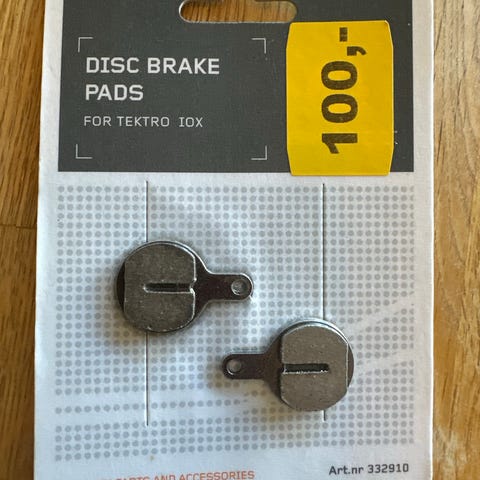 DISC BRAKE
PADS
FOR TEKTRO IOX
100,-
PARTS AND ACCESSORIES
Art.nr 332910